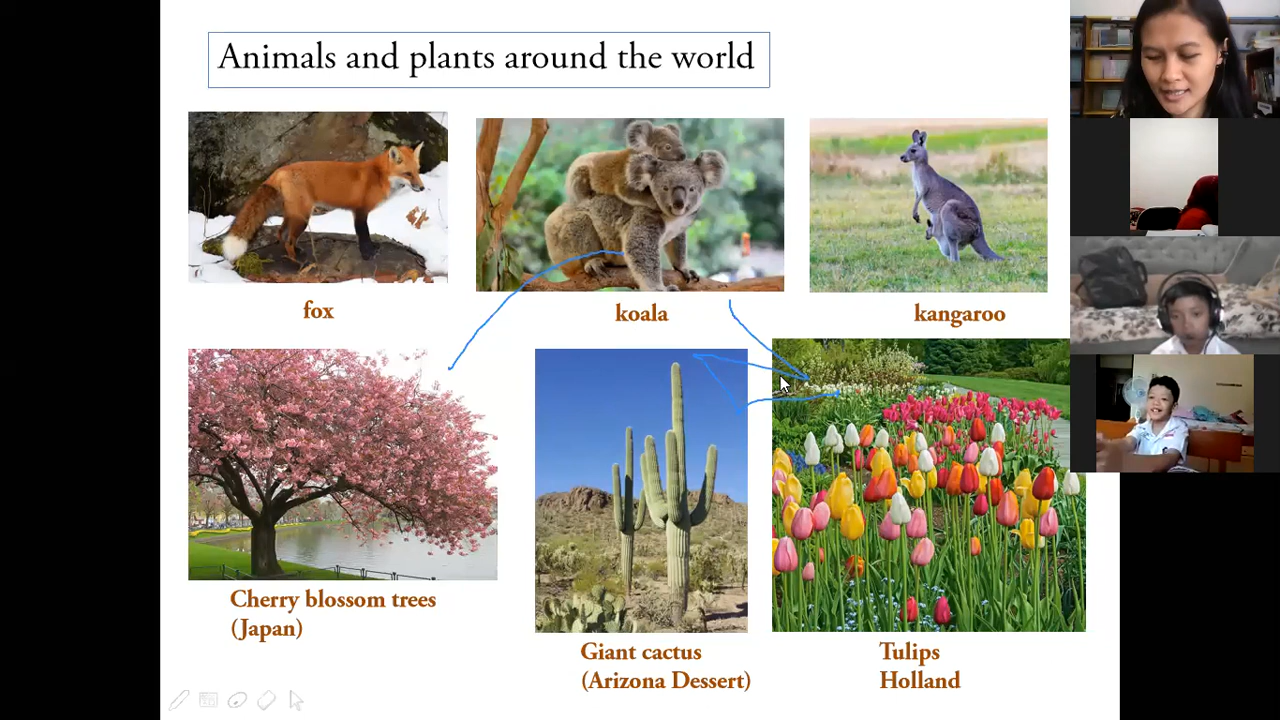 Animals and plants around the world
fox
koala
kangaroo
Cherry blossom trees
(Japan)
Giant cactus
(Arizona Dessert)
Tulips
Holland